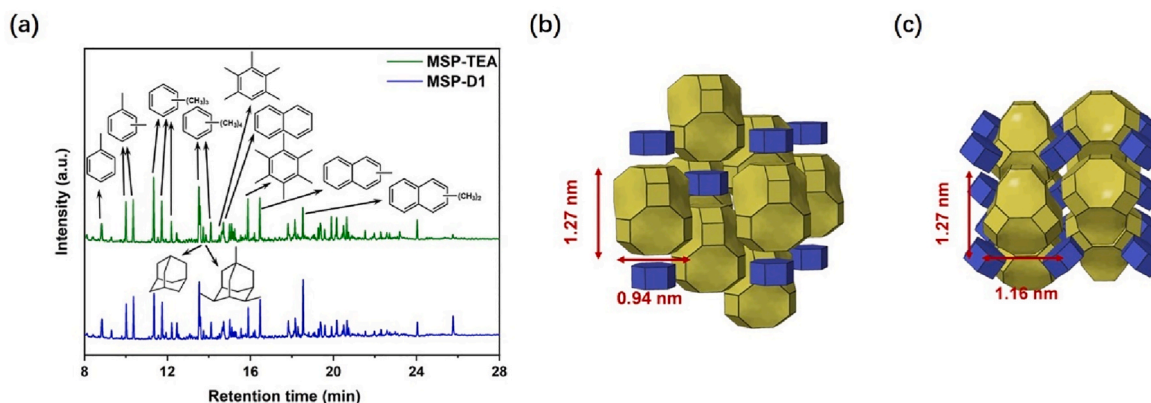 (a)
(b)
(c)
MSP-TEA
MSP-D1
(CH₃)₃
(CH₃)₄
(CH₃)₂
Intensity (a.u.)
8 12 16 20 24 28
Retention time (min)
1.27 nm
0.94 nm
1.27 nm
1.16 nm